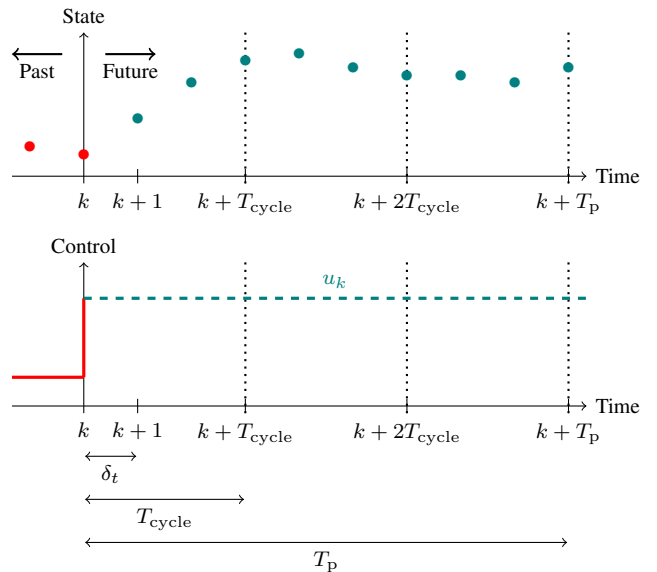 State
Past Future
Time
k k + 1 k + T_cycle k + 2T_cycle k + T_p
Control
u_k
Time
k k + 1 k + T_cycle k + 2T_cycle k + T_p
δ_t
T_cycle
T_p